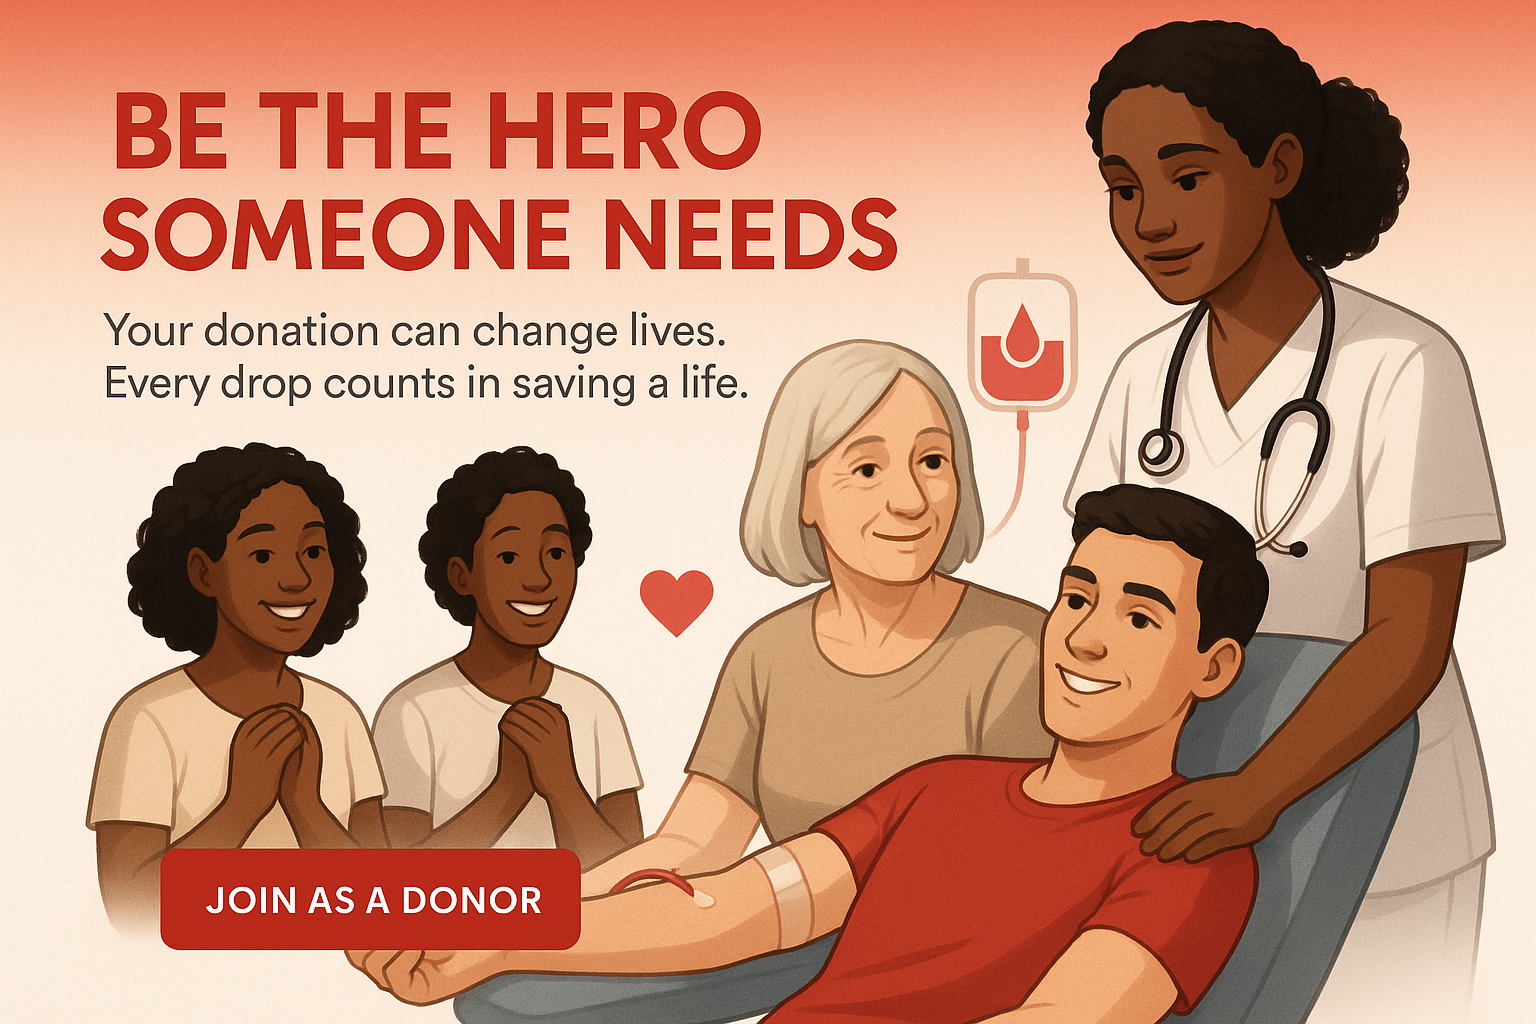 BE THE HERO
SOMEONE NEEDS
Your donation can change lives.
Every drop counts in saving a life.
JOIN AS A DONOR